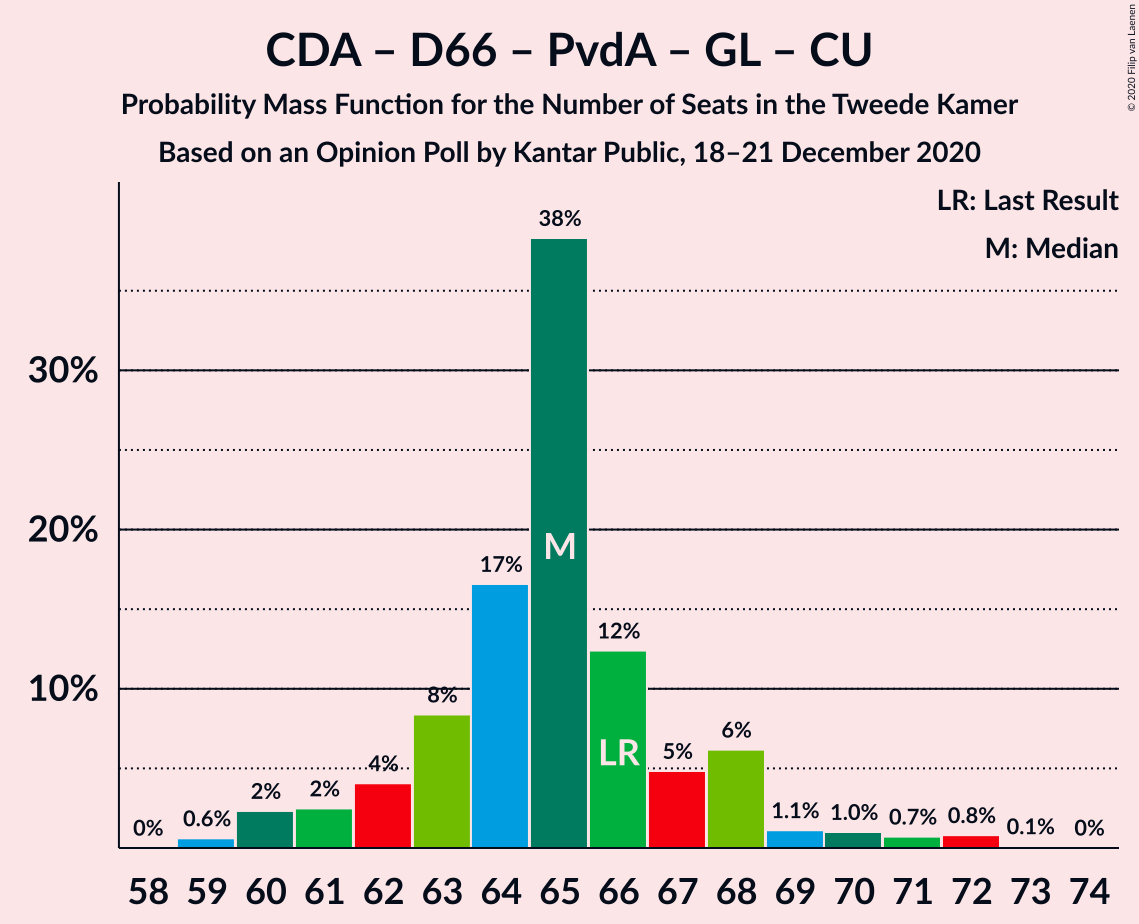 CDA – D66 – PvdA – GL – CU
Probability Mass Function for the Number of Seats in the Tweede Kamer
Based on an Opinion Poll by Kantar Public, 18–21 December 2020
© 2020 Filip van Laenen
LR: Last Result
M: Median
38%
30%
20%
M
17%
12%
10%
8%
LR
6%
5%
4%
2%
2%
0.6%
0%
1.1%
1.0%
0.7%
0.8%
0.1%
0%
58 59 60 61 62 63 64 65 66 67 68 69 70 71 72 73 74